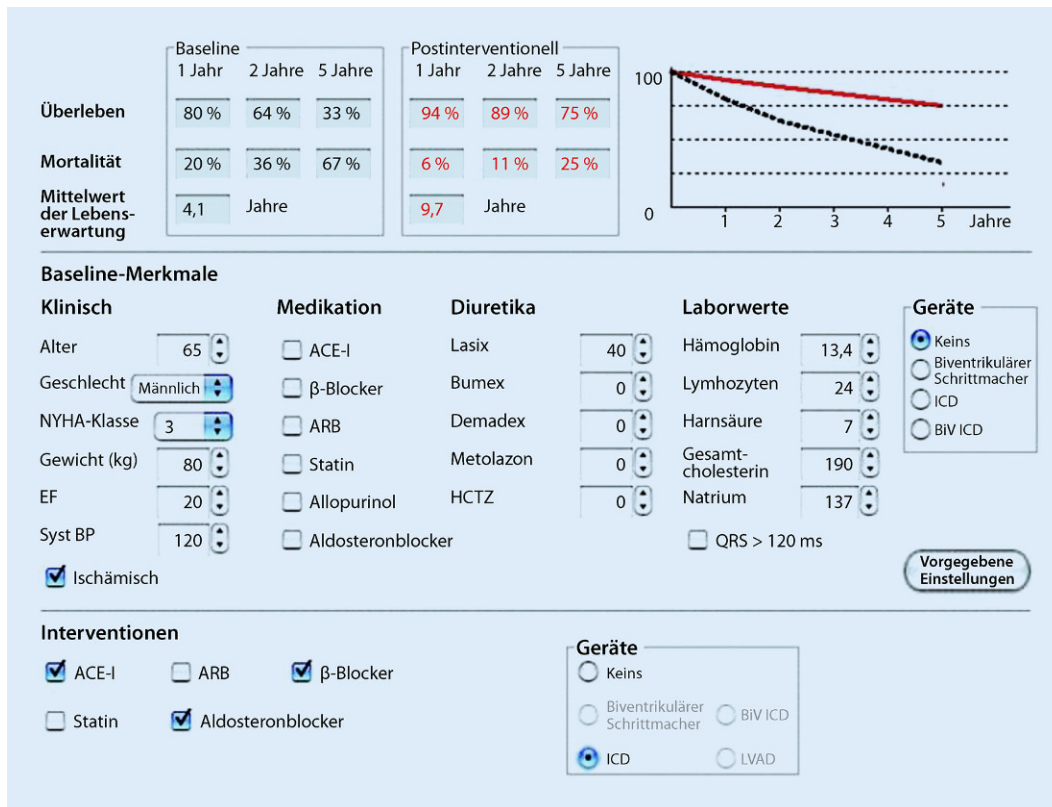 Baseline
1 Jahr 2 Jahre 5 Jahre
Postinterventionell
1 Jahr 2 Jahre 5 Jahre
Überleben
80 % 64 % 33 %
94 % 89 % 75 %
Mortalität
20 % 36 % 67 %
6 % 11 % 25 %
Mittelwert
der Lebens-
erwartung
4,1 Jahre
9,7 Jahre
100
0
1 2 3 4 5 Jahre
Baseline-Merkmale
Klinisch
Alter 65
Geschlecht Männlich
NYHA-Klasse 3
Gewicht (kg) 80
EF 20
Syst BP 120
Ischämisch
Medikation
ACE-I
β-Blocker
ARB
Statin
Allopurinol
Aldosteronblocker
Diuretika
Lasix 40
Bumex 0
Demadex 0
Metolazon 0
HCTZ 0
Laborwerte
Hämoglobin 13,4
Lymhozyten 24
Harnsäure 7
Gesamt-
cholesterin 190
Natrium 137
QRS > 120 ms
Geräte
Keins
Biventrikulärer
Schrittmacher
ICD
BiV ICD
Vorgegebene
Einstellungen
Interventionen
ACE-I ARB β-Blocker
Statin Aldosteronblocker
Geräte
Keins
Biventrikulärer
Schrittmacher
BiV ICD
ICD LVAD